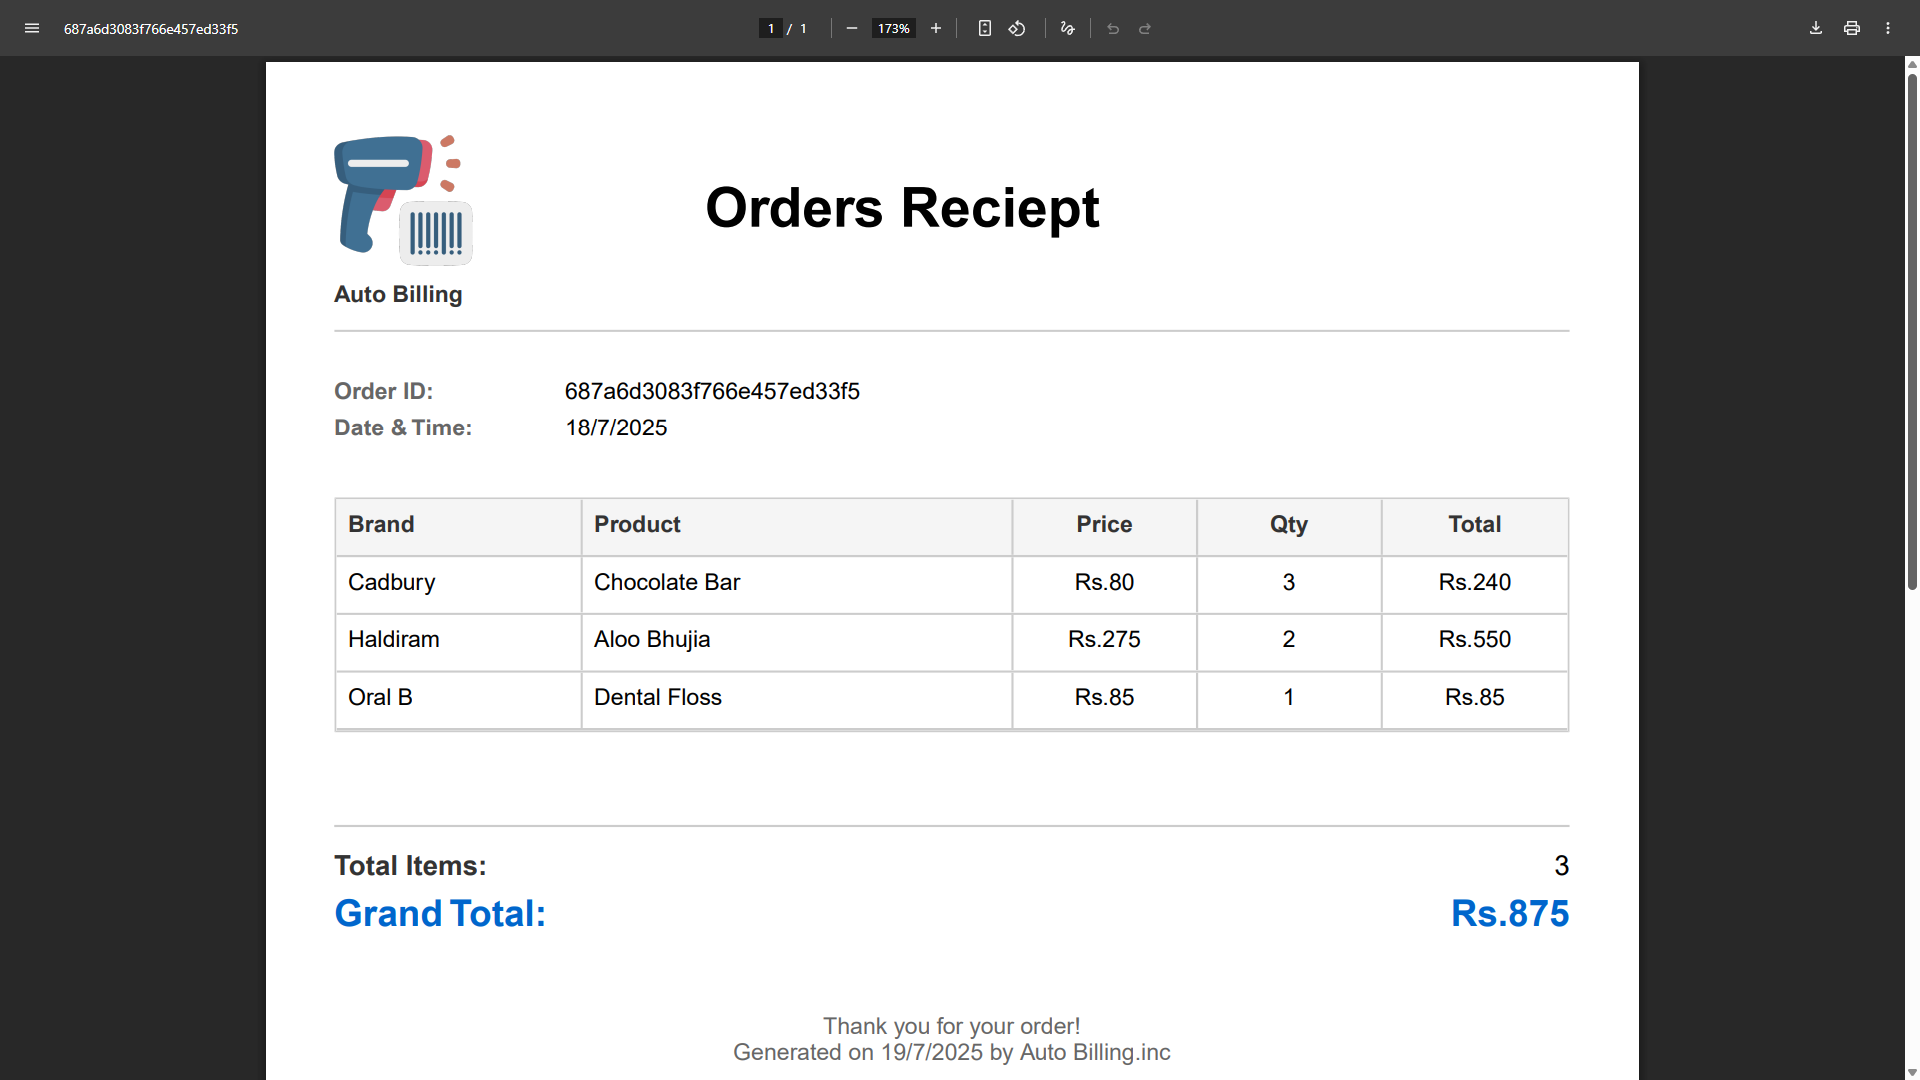 687a6d3083f766e457ed33f5
1 / 1
173%
Orders Reciept
Auto Billing
Order ID: 687a6d3083f766e457ed33f5
Date & Time: 18/7/2025
Brand Product Price Qty Total
Cadbury Chocolate Bar Rs.80 3 Rs.240
Haldiram Aloo Bhujia Rs.275 2 Rs.550
Oral B Dental Floss Rs.85 1 Rs.85
Total Items: 3
Grand Total: Rs.875
Thank you for your order!
Generated on 19/7/2025 by Auto Billing.inc